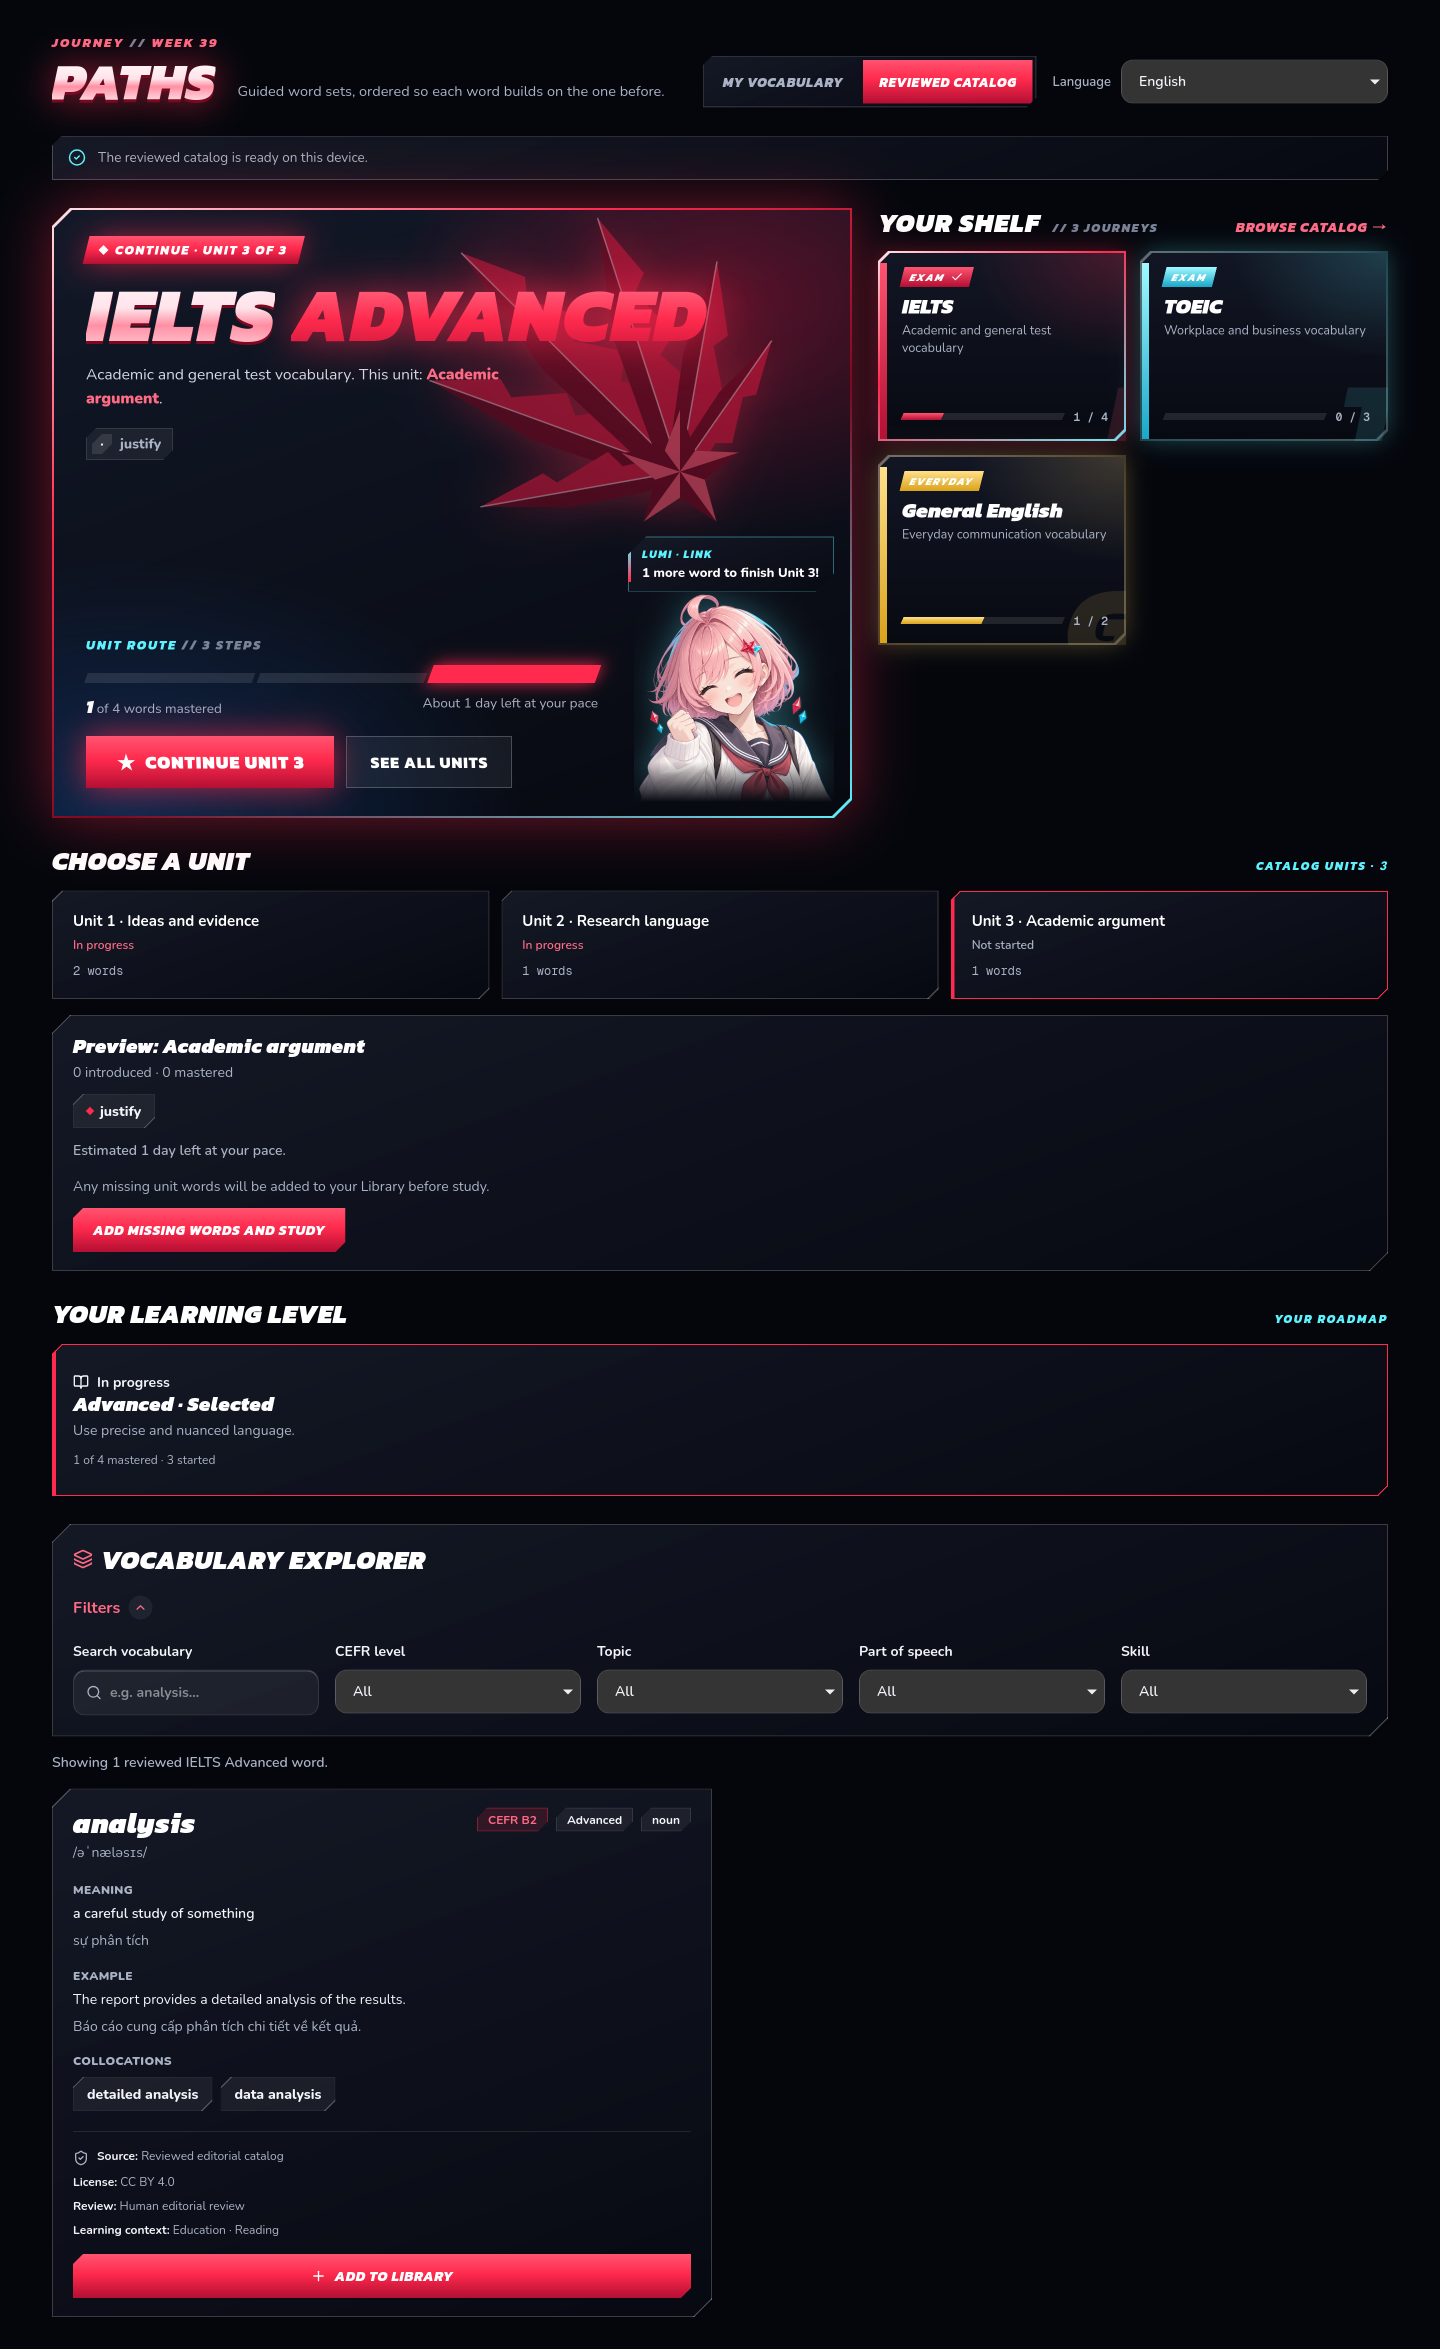 JOURNEY // WEEK 39
PATHS
Guided word sets, ordered so each word builds on the one before.
MY VOCABULARY
REVIEWED CATALOG
Language
English
The reviewed catalog is ready on this device.
◆ CONTINUE · UNIT 3 OF 3
IELTS ADVANCED
Academic and general test vocabulary. This unit: Academic
argument.
· justify
LUMI · LINK
1 more word to finish Unit 3!
UNIT ROUTE // 3 STEPS
1 of 4 words mastered
About 1 day left at your pace
★ CONTINUE UNIT 3
SEE ALL UNITS
YOUR SHELF // 3 JOURNEYS
BROWSE CATALOG →
EXAM ✓
IELTS
Academic and general test
vocabulary
1 / 4
EXAM
TOEIC
Workplace and business vocabulary
0 / 3
EVERYDAY
General English
Everyday communication vocabulary
1 / 2
CHOOSE A UNIT
CATALOG UNITS · 3
Unit 1 · Ideas and evidence
In progress
2 words
Unit 2 · Research language
In progress
1 words
Unit 3 · Academic argument
Not started
1 words
Preview: Academic argument
0 introduced · 0 mastered
◆ justify
Estimated 1 day left at your pace.
Any missing unit words will be added to your Library before study.
ADD MISSING WORDS AND STUDY
YOUR LEARNING LEVEL
YOUR ROADMAP
In progress
Advanced · Selected
Use precise and nuanced language.
1 of 4 mastered · 3 started
VOCABULARY EXPLORER
Filters
Search vocabulary
e.g. analysis...
CEFR level
All
Topic
All
Part of speech
All
Skill
All
Showing 1 reviewed IELTS Advanced word.
analysis
CEFR B2
Advanced
noun
/əˈnæləsɪs/
MEANING
a careful study of something
sự phân tích
EXAMPLE
The report provides a detailed analysis of the results.
Báo cáo cung cấp phân tích chi tiết về kết quả.
COLLOCATIONS
detailed analysis
data analysis
Source: Reviewed editorial catalog
License: CC BY 4.0
Review: Human editorial review
Learning context: Education · Reading
+ ADD TO LIBRARY